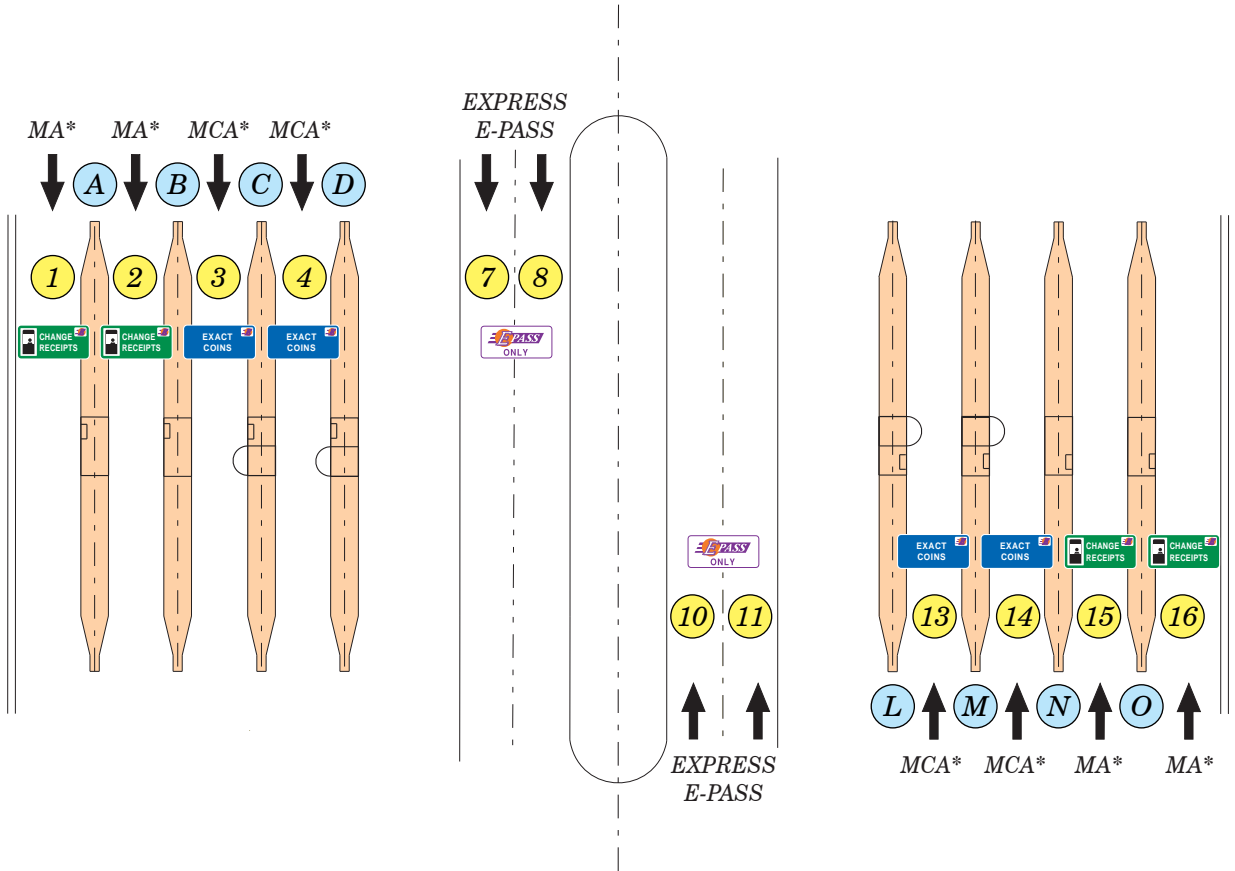 EXPRESS
E-PASS
MA* MA* MCA* MCA*
A B C D
1 2 3 4 7 8
CHANGE RECEIPTS
CHANGE RECEIPTS
EXACT COINS
EXACT COINS
E PASS
ONLY
E PASS
ONLY
EXACT COINS
EXACT COINS
CHANGE RECEIPTS
CHANGE RECEIPTS
10 11 13 14 15 16
L M N O
EXPRESS
E-PASS
MCA* MCA* MA* MA*